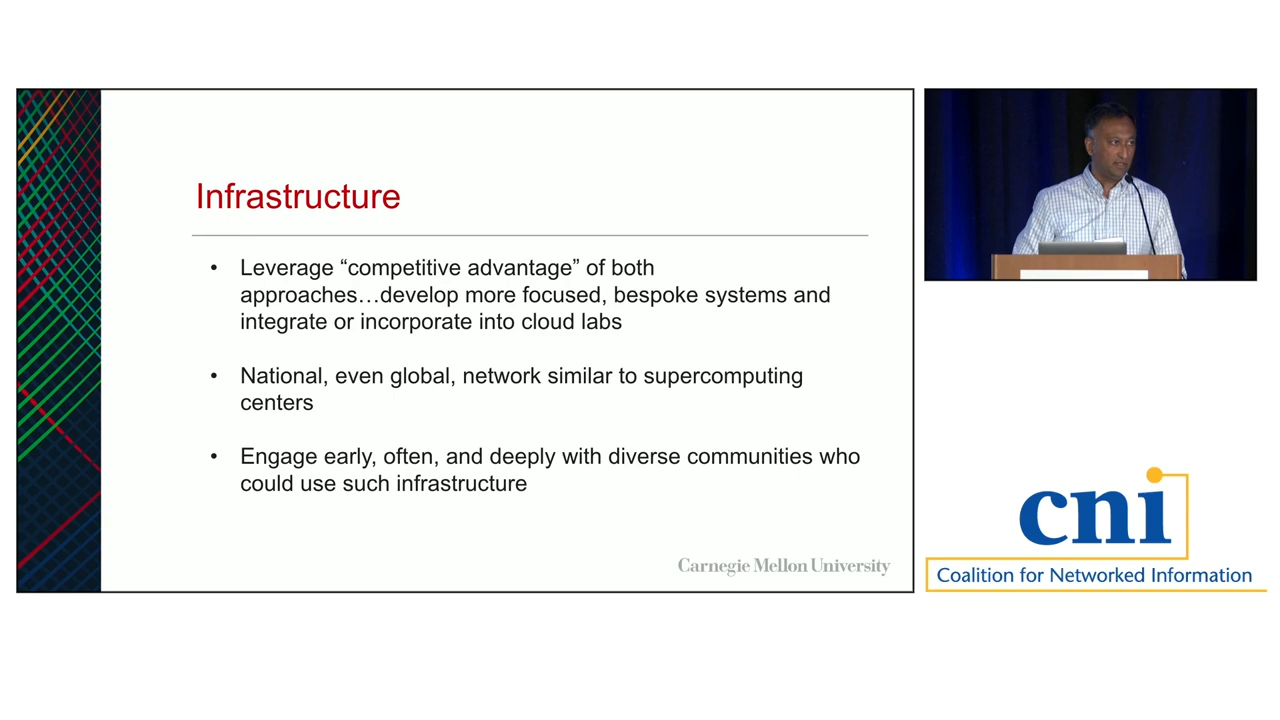 Infrastructure
• Leverage “competitive advantage” of both
approaches…develop more focused, bespoke systems and
integrate or incorporate into cloud labs
• National, even global, network similar to supercomputing
centers
• Engage early, often, and deeply with diverse communities who
could use such infrastructure
Carnegie Mellon University
cni
Coalition for Networked Information